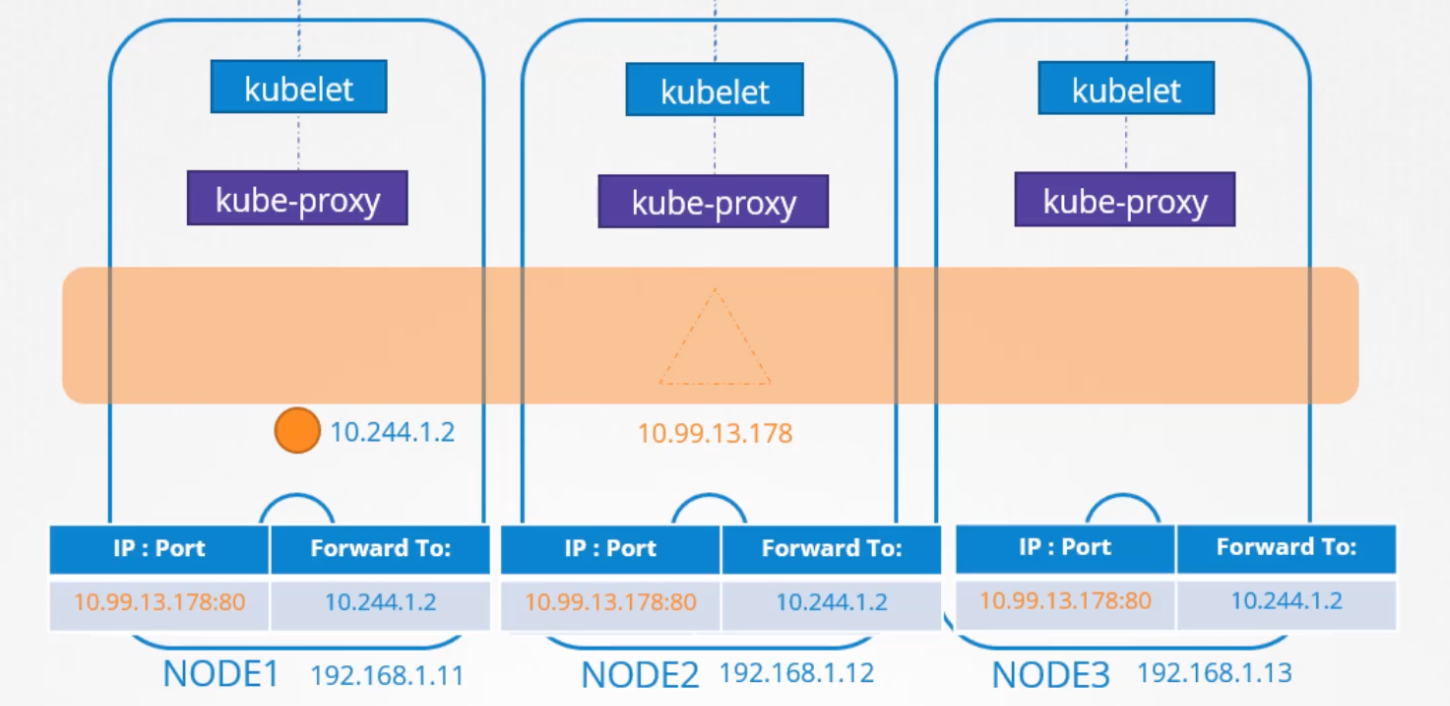 kubelet
kubelet
kubelet
kube-proxy
kube-proxy
kube-proxy
10.244.1.2
10.99.13.178
IP : Port Forward To:
10.99.13.178:80 10.244.1.2
IP : Port Forward To:
10.99.13.178:80 10.244.1.2
IP : Port Forward To:
10.99.13.178:80 10.244.1.2
NODE1 192.168.1.11
NODE2 192.168.1.12
NODE3 192.168.1.13